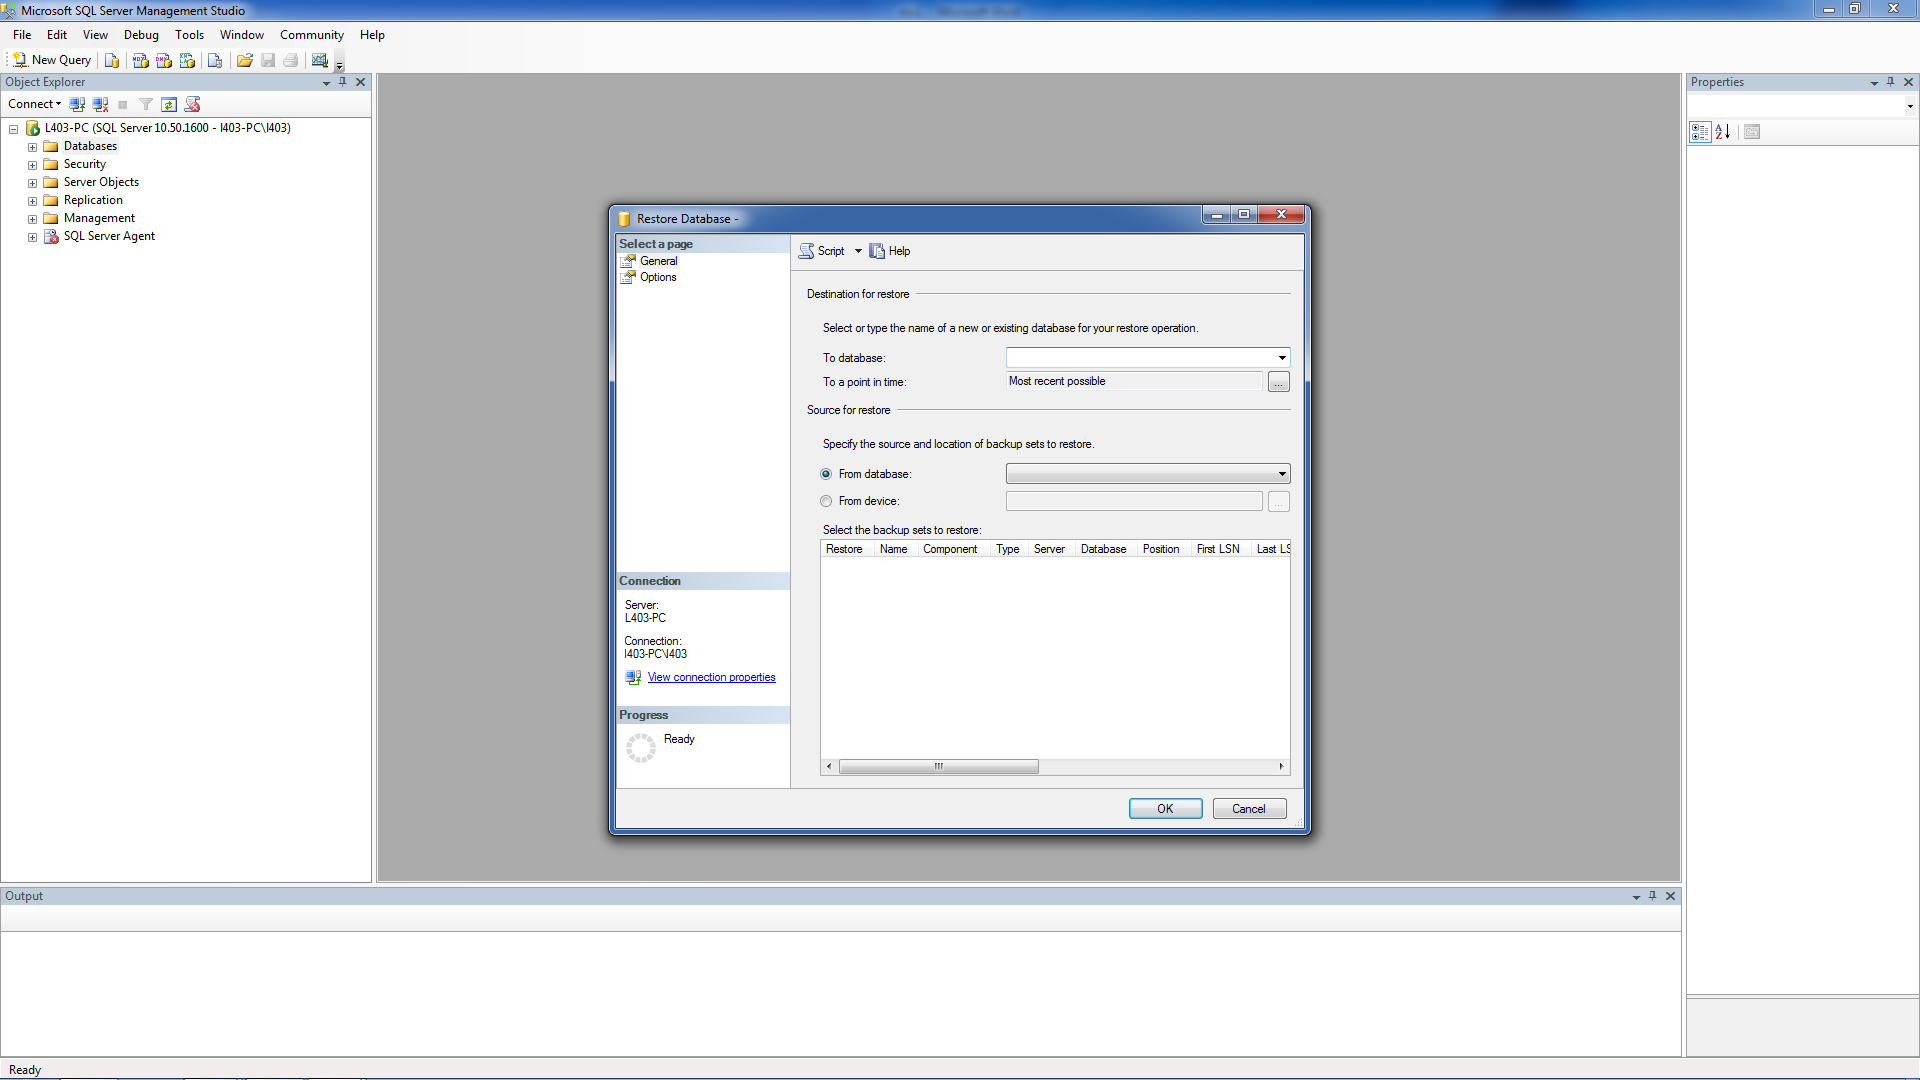 Microsoft SQL Server Management Studio
File Edit View Debug Tools Window Community Help
New Query
Object Explorer
Connect
L403-PC (SQL Server 10.50.1600 - l403-PC\l403)
Databases
Security
Server Objects
Replication
Management
SQL Server Agent
Properties
Restore Database -
Select a page
General
Options
Script Help
Destination for restore
Select or type the name of a new or existing database for your restore operation.
To database:
To a point in time: Most recent possible ...
Source for restore
Specify the source and location of backup sets to restore.
From database:
From device: ...
Select the backup sets to restore:
Restore Name Component Type Server Database Position First LSN Last LS
Connection
Server:
L403-PC
Connection:
l403-PC\l403
View connection properties
Progress
Ready
OK Cancel
Output
Ready